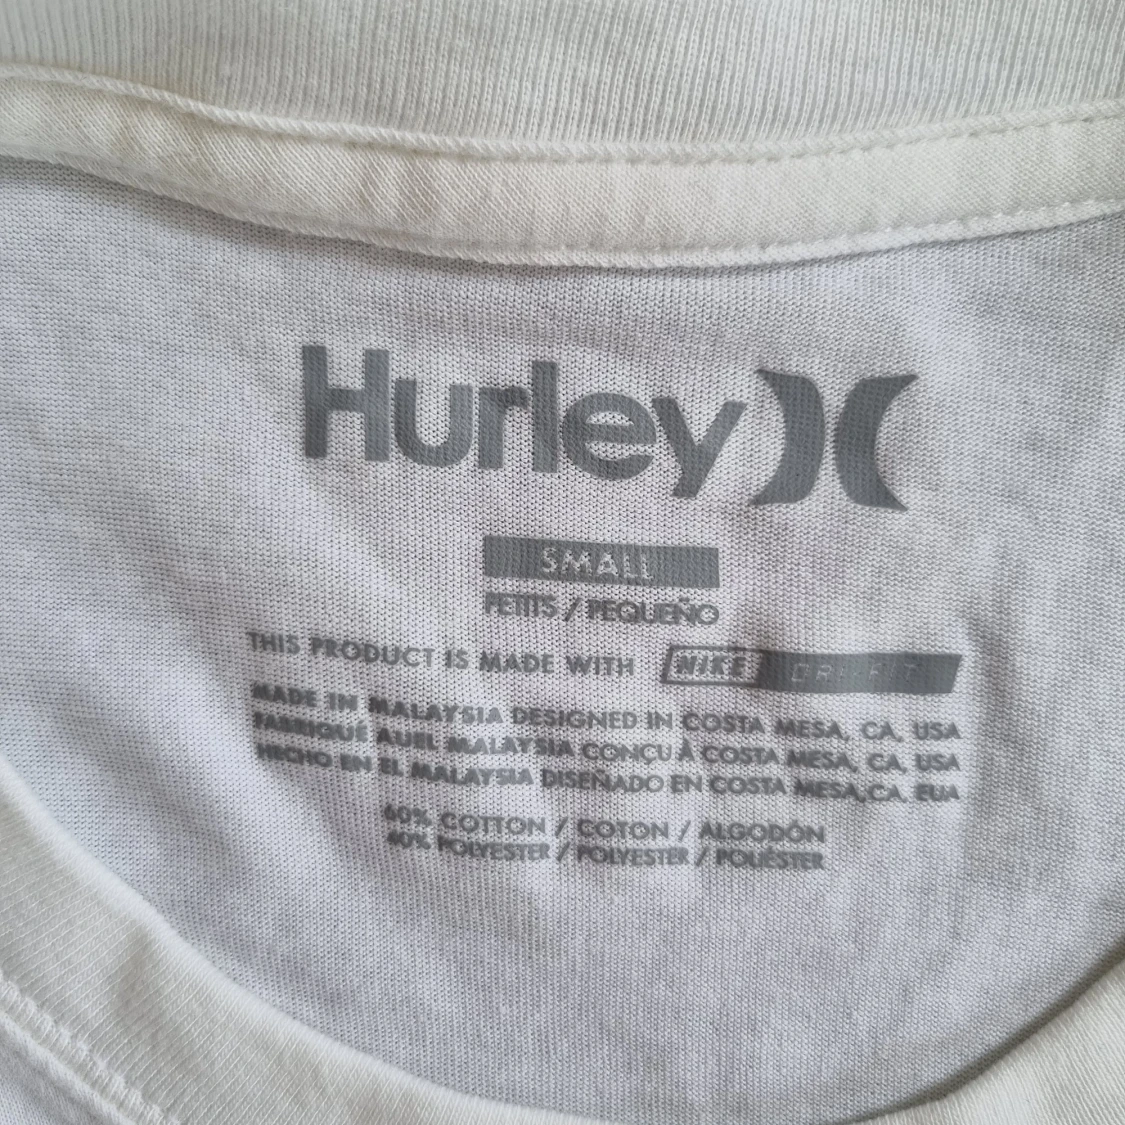 Hurley
SMALL
PETITS / PEQUEÑO
THIS PRODUCT IS MADE WITH NIKE DRI-FIT
MADE IN MALAYSIA DESIGNED IN COSTA MESA, CA, USA
FABRIQUÉ AUEL MALAYSIA CONÇU À COSTA MESA, CA, USA
HECHO EN EL MALAYSIA DISEÑADO EN COSTA MESA,CA, EUA
60% COTTON / COTON / ALGODÓN
40% POLYESTER / POLYESTER / POLIÉSTER